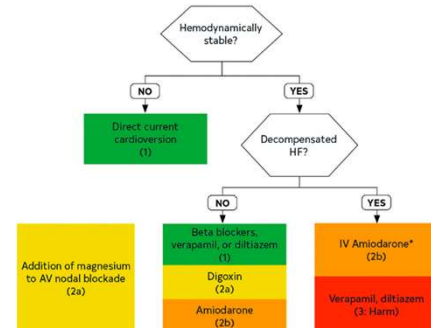 Hemodynamically
stable?
NO
YES
Direct current
cardioversion
(1)
Decompensated
HF?
NO
YES
Addition of magnesium
to AV nodal blockade
(2a)
Beta blockers,
verapamil, or diltiazem
(1)
Digoxin
(2a)
Amiodarone
(2b)
IV Amiodarone*
(2b)
Verapamil, diltiazem
(3: Harm)